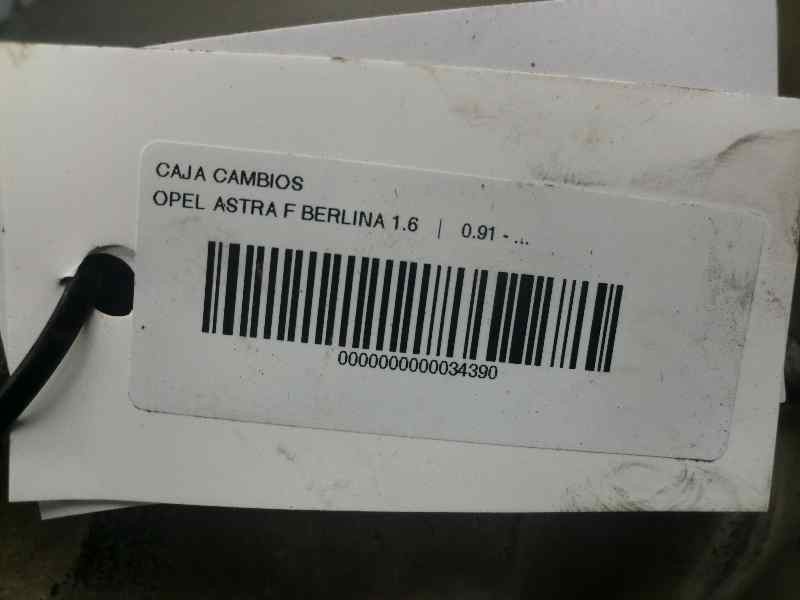 CAJA CAMBIOS
OPEL ASTRA F BERLINA 1.6 | 0.91 - ...
0000000000034390